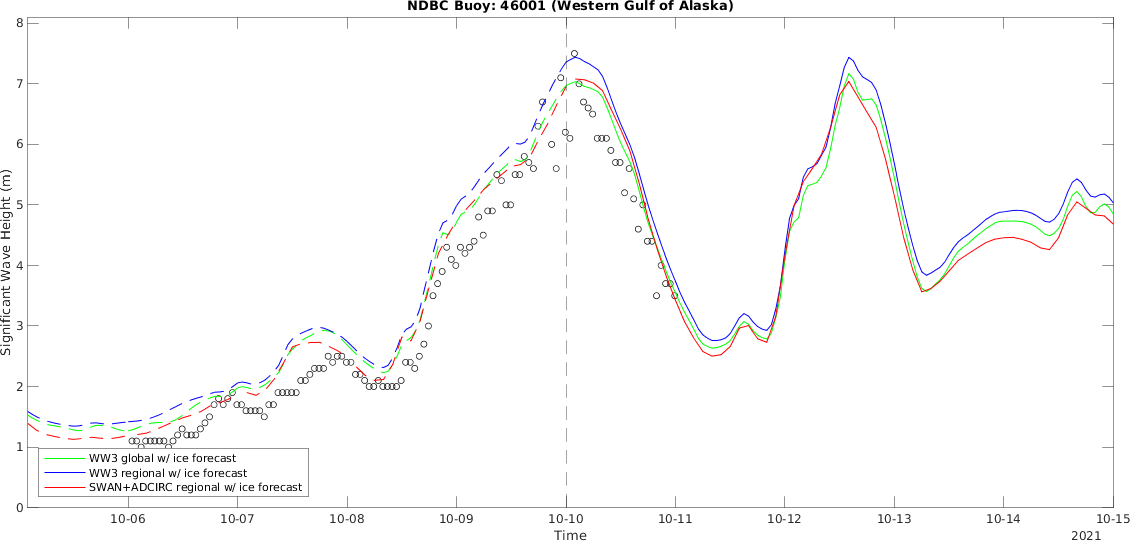 NDBC Buoy: 46001 (Western Gulf of Alaska)
8
7
6
5
4
3
2
1
0
Significant Wave Height (m)
WW3 global w/ ice forecast
WW3 regional w/ ice forecast
SWAN+ADCIRC regional w/ ice forecast
10-06 10-07 10-08 10-09 10-10 10-11 10-12 10-13 10-14 10-15
Time
2021